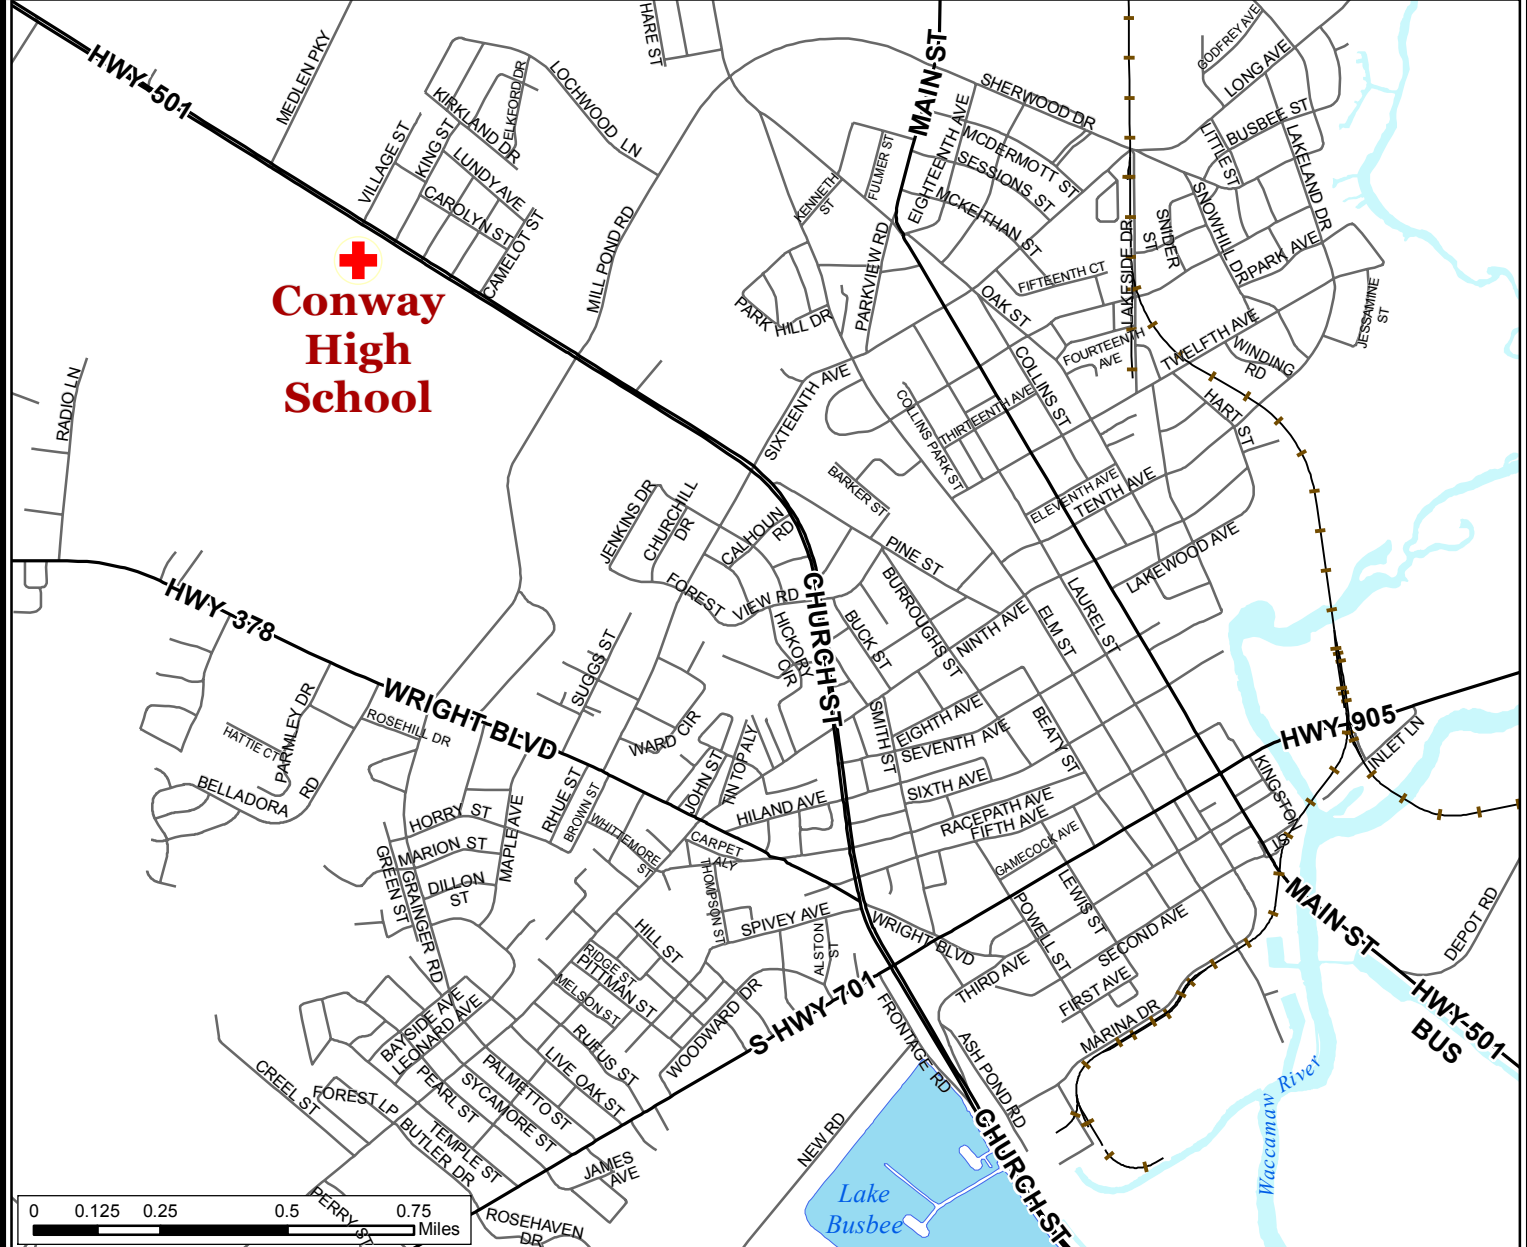 HARE ST
MAIN-ST
GODFREY AVE
LONG AVE
HWY-501
MEDLEN PKY
LOCHWOOD LN
ELKFORD DR
KIRKLAND DR
SHERWOOD DR
BUSBEE ST
LITTLE ST
LAKELAND DR
VILLAGE ST
KING ST
LUNDY AVE
CAROLYN ST
CAMELOT ST
FULMER ST
KENNETH
ST
EIGHTEENTH AVE
MCDERMOTT ST
SESSIONS ST
MCKEITHAN ST
SNOWHILL DR
SNIDER
ST
PARK AVE
MILL POND RD
PARKVIEW RD
LAKESIDE DR
FIFTEENTH CT
OAK ST
PARK HILL DR
JESSAMINE
ST
Conway
High
School
TWELFTH AVE
FOURTEENTH
AVE
WINDING
RD
RADIO LN
SIXTEENTH AVE
COLLINS ST
COLLINS PARK ST
THIRTEENTH AVE
HART ST
BARKER ST
ELEVENTH AVE
TENTH AVE
JENKINS DR
CHURCHILL
DR
CALHOUN
RD
PINE ST
LAKEWOOD AVE
HWY-378
FOREST
VIEW RD
CHURCH-ST
HICKORY
CIR
BUCK ST
BURROUGHS ST
NINTH AVE
ELM ST
LAUREL ST
SUGGS ST
WRIGHT-BLVD
PARMLEY DR
ROSEHILL DR
HATTIE CT
WARD CIR
SMITH ST
EIGHTH AVE
SEVENTH AVE
BEATY ST
HWY-905
INLET LN
TIN TOP ALY
JOHN ST
BELLADORA
RD
RHUE ST
BROWN ST
HILAND AVE
SIXTH AVE
RACEPATH AVE
FIFTH AVE
KINGSTON
ST
HORRY ST
MARION ST
MAPLE AVE
WHITTEMORE
ST
CARPET
ALY
GAMECOCK AVE
GREEN ST
GRAINGER RD
DILLON
ST
THOMPSON ST
LEWIS ST
MAIN-ST
DEPOT RD
HILL ST
SPIVEY AVE
ALSTON
ST
WRIGHT BLVD
POWELL ST
SECOND AVE
RIDGE ST
PITTMAN ST
MELSON ST
THIRD AVE
FIRST AVE
HWY-501
BUS
BAYSIDE AVE
LEONARD AVE
WOODWARD DR
S-HWY-701
FRONTAGE RD
MARINA DR
RUFUS ST
LIVE OAK ST
ASH POND RD
CREEL ST
FOREST LP
PEARL ST
PALMETTO ST
SYCAMORE ST
BUTLER DR
TEMPLE ST
NEW RD
CHURCH-ST
Waccamaw
River
JAMES
AVE
PERRY ST
ROSEHAVEN
DR
Lake
Busbee
0 0.125 0.25 0.5 0.75
Miles